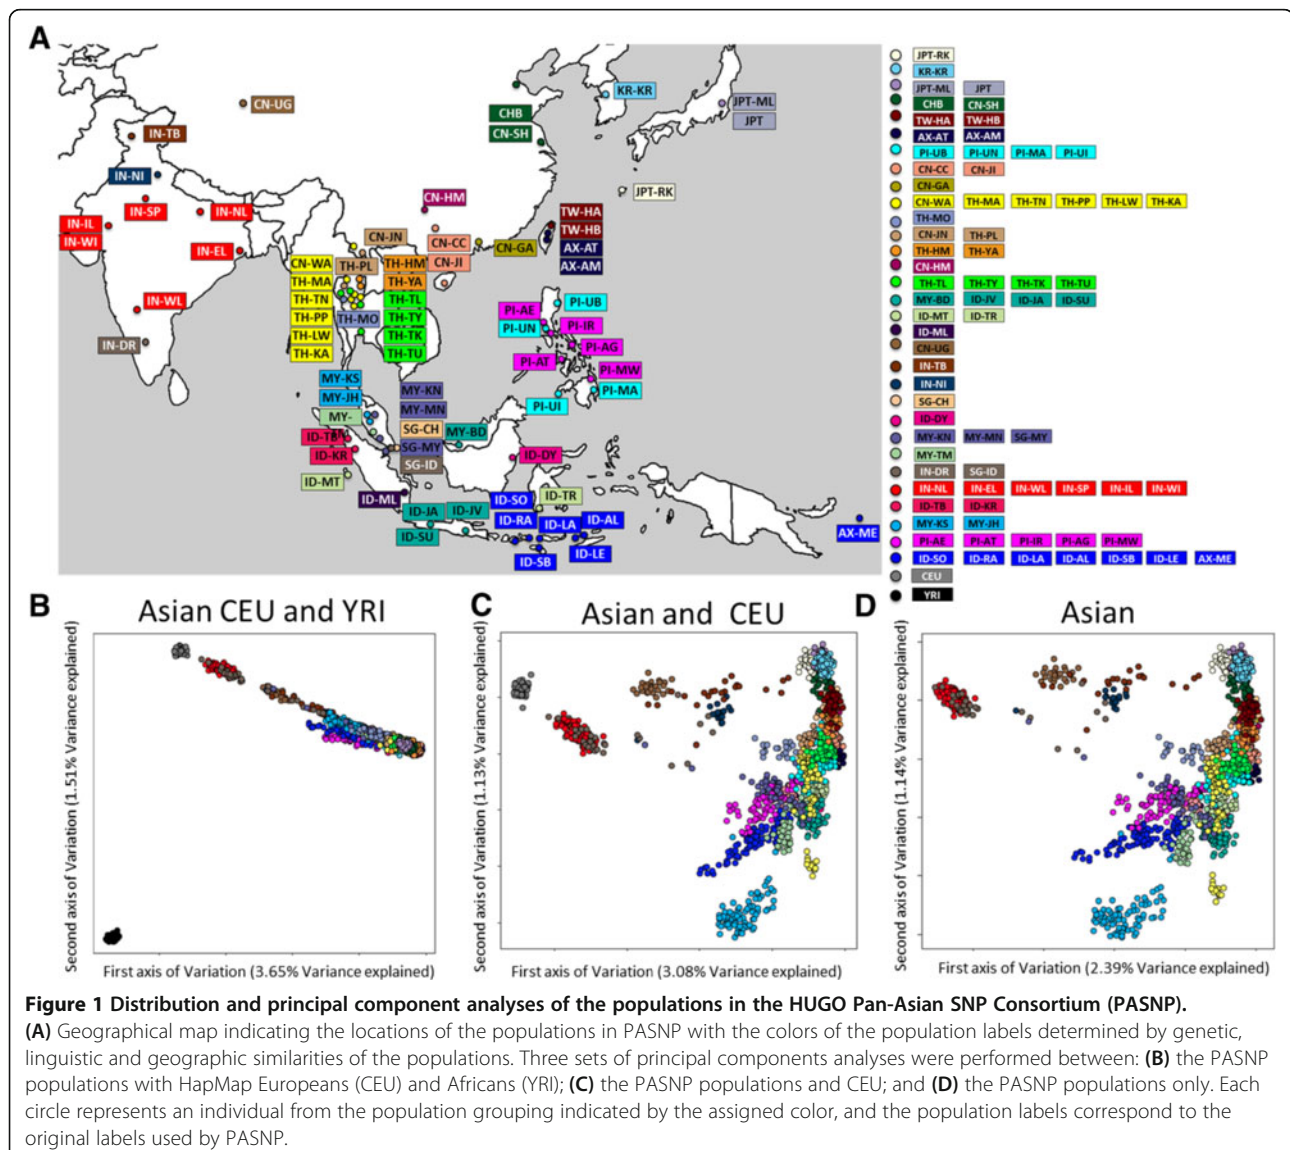 A
CN-UG
IN-TB
IN-NI
IN-SP
IN-NL
IN-IL
IN-WI
IN-EL
IN-WL
IN-DR
CHB
CN-SH
KR-KR
JPT-ML
JPT
JPT-RK
CN-HM
TW-HA
TW-HB
AX-AT
AX-AM
CN-CC
CN-GA
CN-JI
CN-JN
CN-WA
TH-PL
TH-HM
TH-MA
TH-YA
TH-TN
TH-TL
TH-PP
TH-MO
TH-TY
TH-LW
TH-TK
TH-KA
TH-TU
PI-UB
PI-AE
PI-UN
PI-IR
PI-AG
PI-AT
PI-MW
PI-MA
PI-UI
MY-KS
MY-JH
MY-
MY-KN
MY-MN
SG-CH
MY-BD
SG-MY
SG-ID
ID-TB
ID-KR
ID-MT
ID-ML
ID-DY
ID-SO
ID-TR
ID-JA
ID-JV
ID-SU
ID-RA
ID-LA
ID-AL
ID-SB
ID-LE
AX-ME
JPT-RK
KR-KR
JPT-ML JPT
CHB CN-SH
TW-HA TW-HB
AX-AT AX-AM
PI-UB PI-UN PI-MA PI-UI
CN-CC CN-JI
CN-GA
CN-WA TH-MA TH-TN TH-PP TH-LW TH-KA
TH-MO
CN-JN TH-PL
TH-HM TH-YA
CN-HM
TH-TL TH-TY TH-TK TH-TU
MY-BD ID-JV ID-JA ID-SU
ID-MT ID-TR
ID-ML
CN-UG
IN-TB
IN-NI
SG-CH
ID-DY
MY-KN MY-MN SG-MY
MY-TM
IN-DR SG-ID
IN-NL IN-EL IN-WL IN-SP IN-IL IN-WI
ID-TB ID-KR
MY-KS MY-JH
PI-AE PI-AT PI-IR PI-AG PI-MW
ID-SO ID-RA ID-LA ID-AL ID-SB ID-LE AX-ME
CEU
YRI
B
Asian CEU and YRI
Second axis of Variation (1.51% Variance explained)
First axis of Variation (3.65% Variance explained)
C
Asian and CEU
Second axis of Variation (1.13% Variance explained)
First axis of Variation (3.08% Variance explained)
D
Asian
Second axis of Variation (1.14% Variance explained)
First axis of Variation (2.39% Variance explained)
Figure 1 Distribution and principal component analyses of the populations in the HUGO Pan-Asian SNP Consortium (PASNP).
(A) Geographical map indicating the locations of the populations in PASNP with the colors of the population labels determined by genetic,
linguistic and geographic similarities of the populations. Three sets of principal components analyses were performed between: (B) the PASNP
populations with HapMap Europeans (CEU) and Africans (YRI); (C) the PASNP populations and CEU; and (D) the PASNP populations only. Each
circle represents an individual from the population grouping indicated by the assigned color, and the population labels correspond to the
original labels used by PASNP.